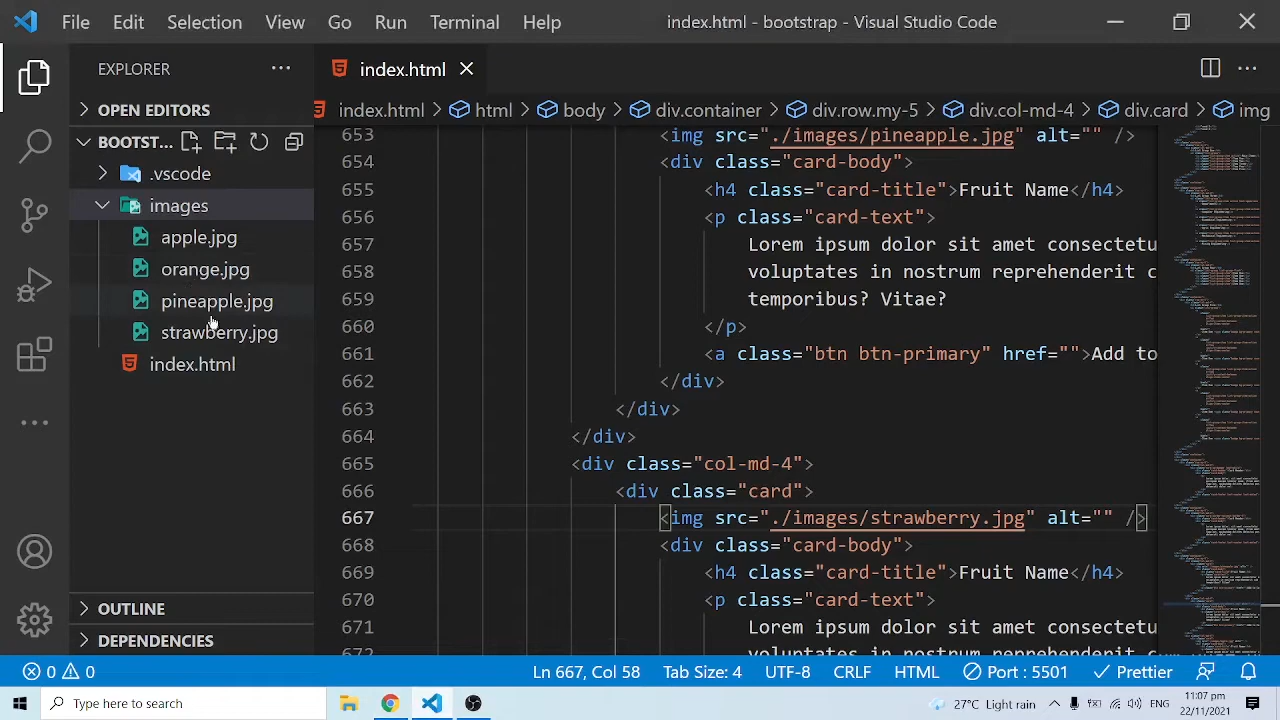 File Edit Selection View Go Run Terminal Help index.html - bootstrap - Visual Studio Code
EXPLORER
index.html
OPEN EDITORS
index.html > html > body > div.container > div.row.my-5 > div.col-md-4 > div.card > img
BOOTST...
.vscode
images
apple.jpg
orange.jpg
pineapple.jpg
strawberry.jpg
index.html
OUTLINE
653 <img src="./images/pineapple.jpg" alt="" />
654 <div class="card-body">
655 <h4 class="card-title">Fruit Name</h4>
656 <p class="card-text">
657 Lorem ipsum dolor sit amet consectetur
658 voluptates in nostrum reprehenderit c
659 temporibus? Vitae?
660 </p>
661 <a class="btn btn-primary" href="">Add to
662 </div>
663 </div>
664 </div>
665 <div class="col-md-4">
666 <div class="card">
667 <img src="./images/strawberry.jpg" alt="" />
668 <div class="card-body">
669 <h4 class="card-title">Fruit Name</h4>
670 <p class="card-text">
671 Lorem ipsum dolor sit amet consectetu
672 voluptates in nostrum reprehenderit c
0 Ln 667, Col 58 Tab Size: 4 UTF-8 CRLF HTML Port : 5501 Prettier
Type here to search
27°C Light rain
ENG
11:07 pm
22/11/2021